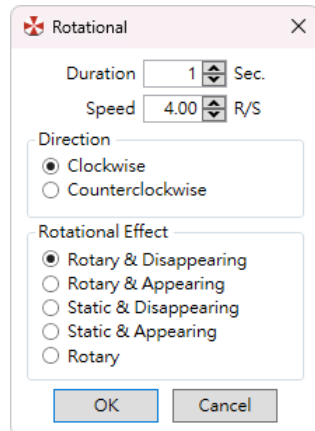 Rotational
Duration 1 Sec.
Speed 4.00 R/S
Direction
Clockwise
Counterclockwise
Rotational Effect
Rotary & Disappearing
Rotary & Appearing
Static & Disappearing
Static & Appearing
Rotary
OK Cancel